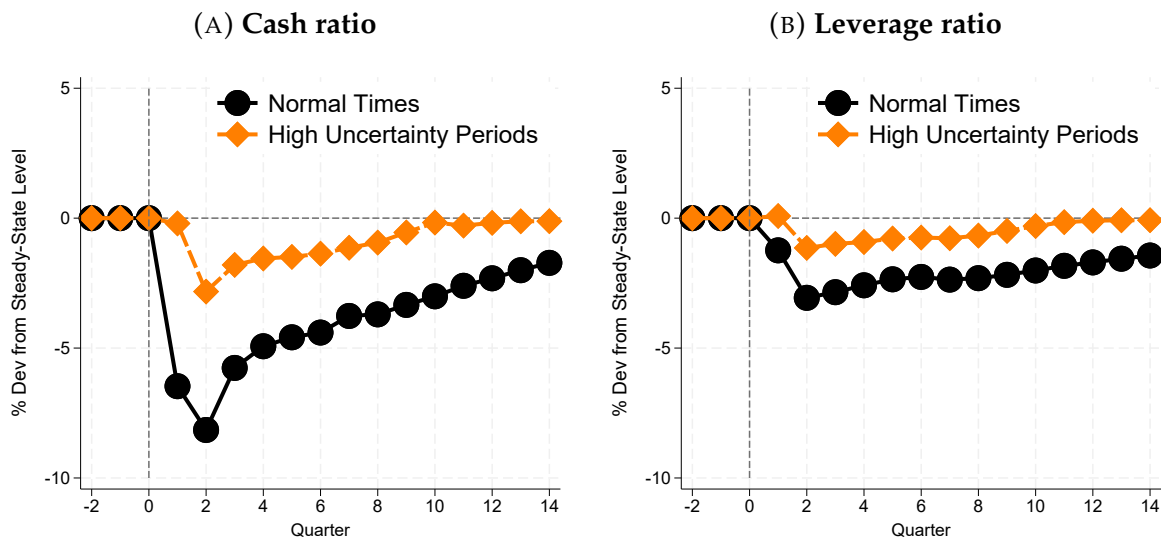 (A) Cash ratio
5
0
-5
-10
% Dev from Steady-State Level
Normal Times
High Uncertainty Periods
-2 0 2 4 6 8 10 12 14
Quarter
(B) Leverage ratio
5
0
-5
-10
% Dev from Steady-State Level
Normal Times
High Uncertainty Periods
-2 0 2 4 6 8 10 12 14
Quarter